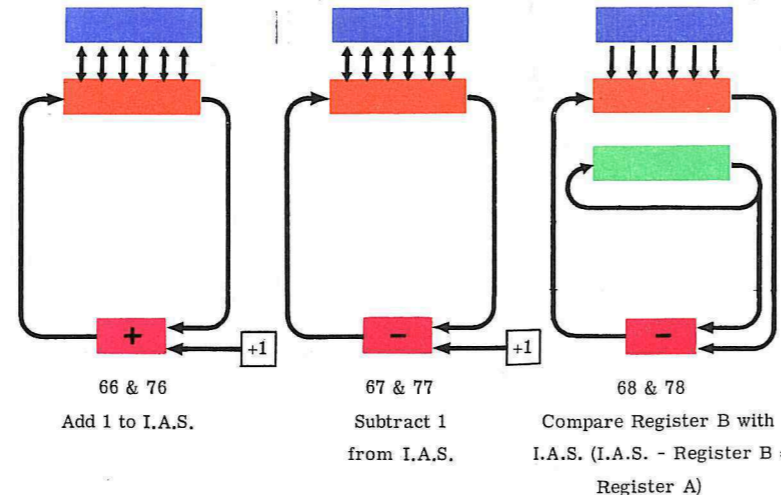 +
+1
66 & 76
Add 1 to I.A.S.
-
+1
67 & 77
Subtract 1
from I.A.S.
-
68 & 78
Compare Register B with
I.A.S. (I.A.S. - Register B =
Register A)